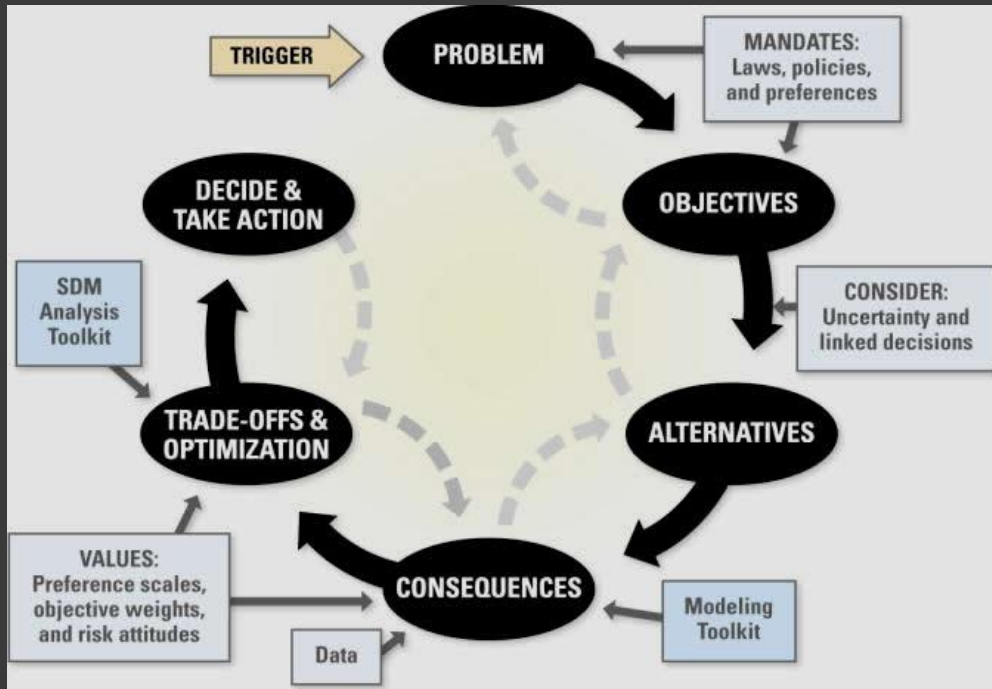 TRIGGER
PROBLEM
MANDATES:
Laws, policies,
and preferences
DECIDE &
TAKE ACTION
OBJECTIVES
SDM
Analysis
Toolkit
CONSIDER:
Uncertainty and
linked decisions
TRADE-OFFS &
OPTIMIZATION
ALTERNATIVES
VALUES:
Preference scales,
objective weights,
and risk attitudes
CONSEQUENCES
Modeling
Toolkit
Data